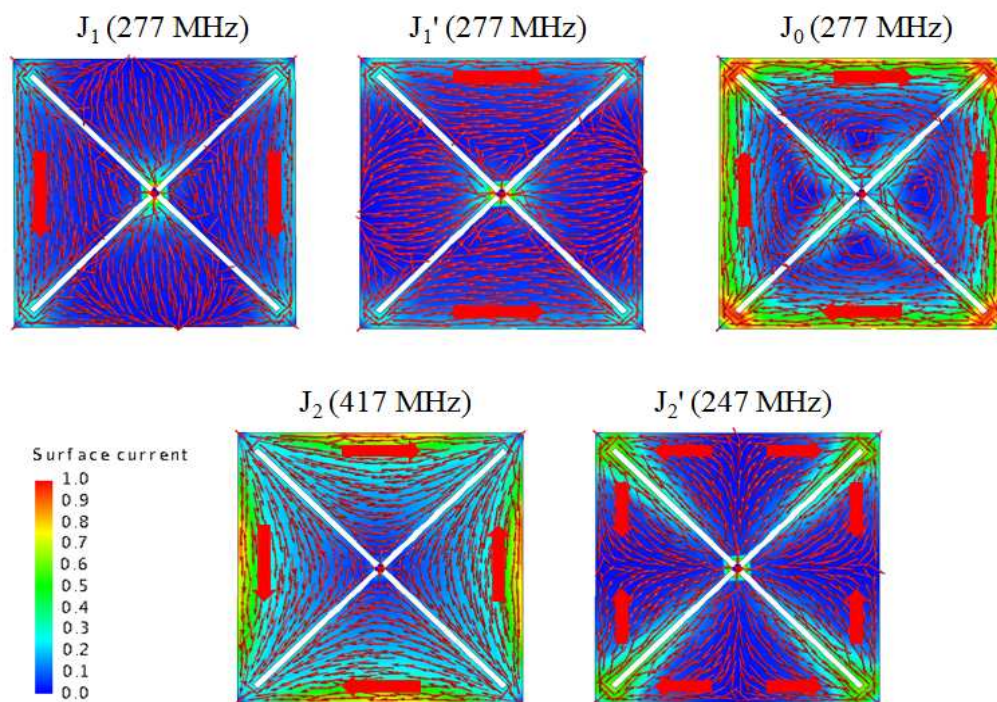 J₁ (277 MHz)
J₁' (277 MHz)
J₀ (277 MHz)
J₂ (417 MHz)
J₂' (247 MHz)
Surface current
1.0
0.9
0.8
0.7
0.6
0.5
0.4
0.3
0.2
0.1
0.0